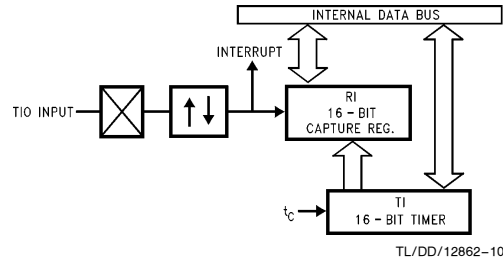 INTERNAL DATA BUS
INTERRUPT
TIO INPUT
RI
16-BIT
CAPTURE REG.
tC
TI
16-BIT TIMER
TL/DD/12862-10